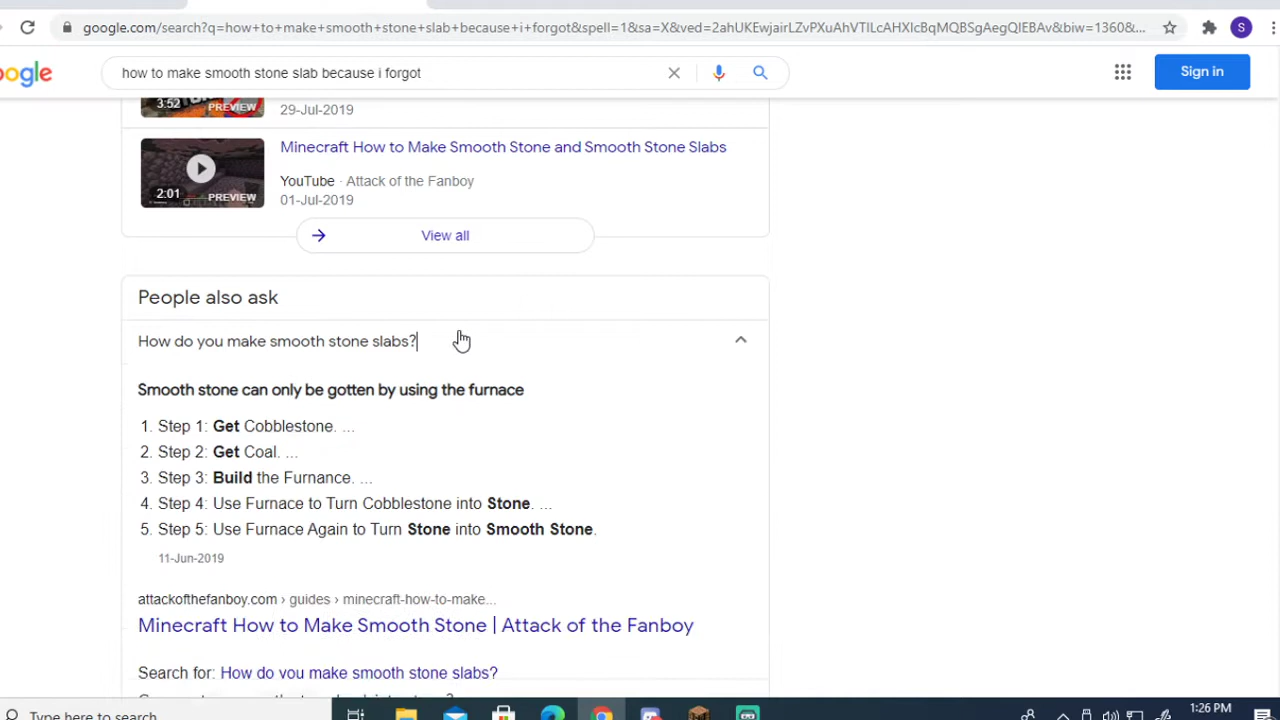 google.com/search?q=how+to+make+smooth+stone+slab+because+i+forgot&spell=1&sa=X&ved=2ahUKEwjairLZvPXuAhVTILcAHXIcBqMQBSgAegQIEBAv&biw=1360&...
S
ogle
how to make smooth stone slab because i forgot
Sign in
3:52
PREVIEW
29-Jul-2019
Minecraft How to Make Smooth Stone and Smooth Stone Slabs
YouTube · Attack of the Fanboy
2:01
PREVIEW
01-Jul-2019
View all
People also ask
How do you make smooth stone slabs?
Smooth stone can only be gotten by using the furnace
1. Step 1: Get Cobblestone. ...
2. Step 2: Get Coal. ...
3. Step 3: Build the Furnance. ...
4. Step 4: Use Furnace to Turn Cobblestone into Stone. ...
5. Step 5: Use Furnace Again to Turn Stone into Smooth Stone.
11-Jun-2019
attackofthefanboy.com › guides › minecraft-how-to-make...
Minecraft How to Make Smooth Stone | Attack of the Fanboy
Search for: How do you make smooth stone slabs?
Type here to search
1:26 PM